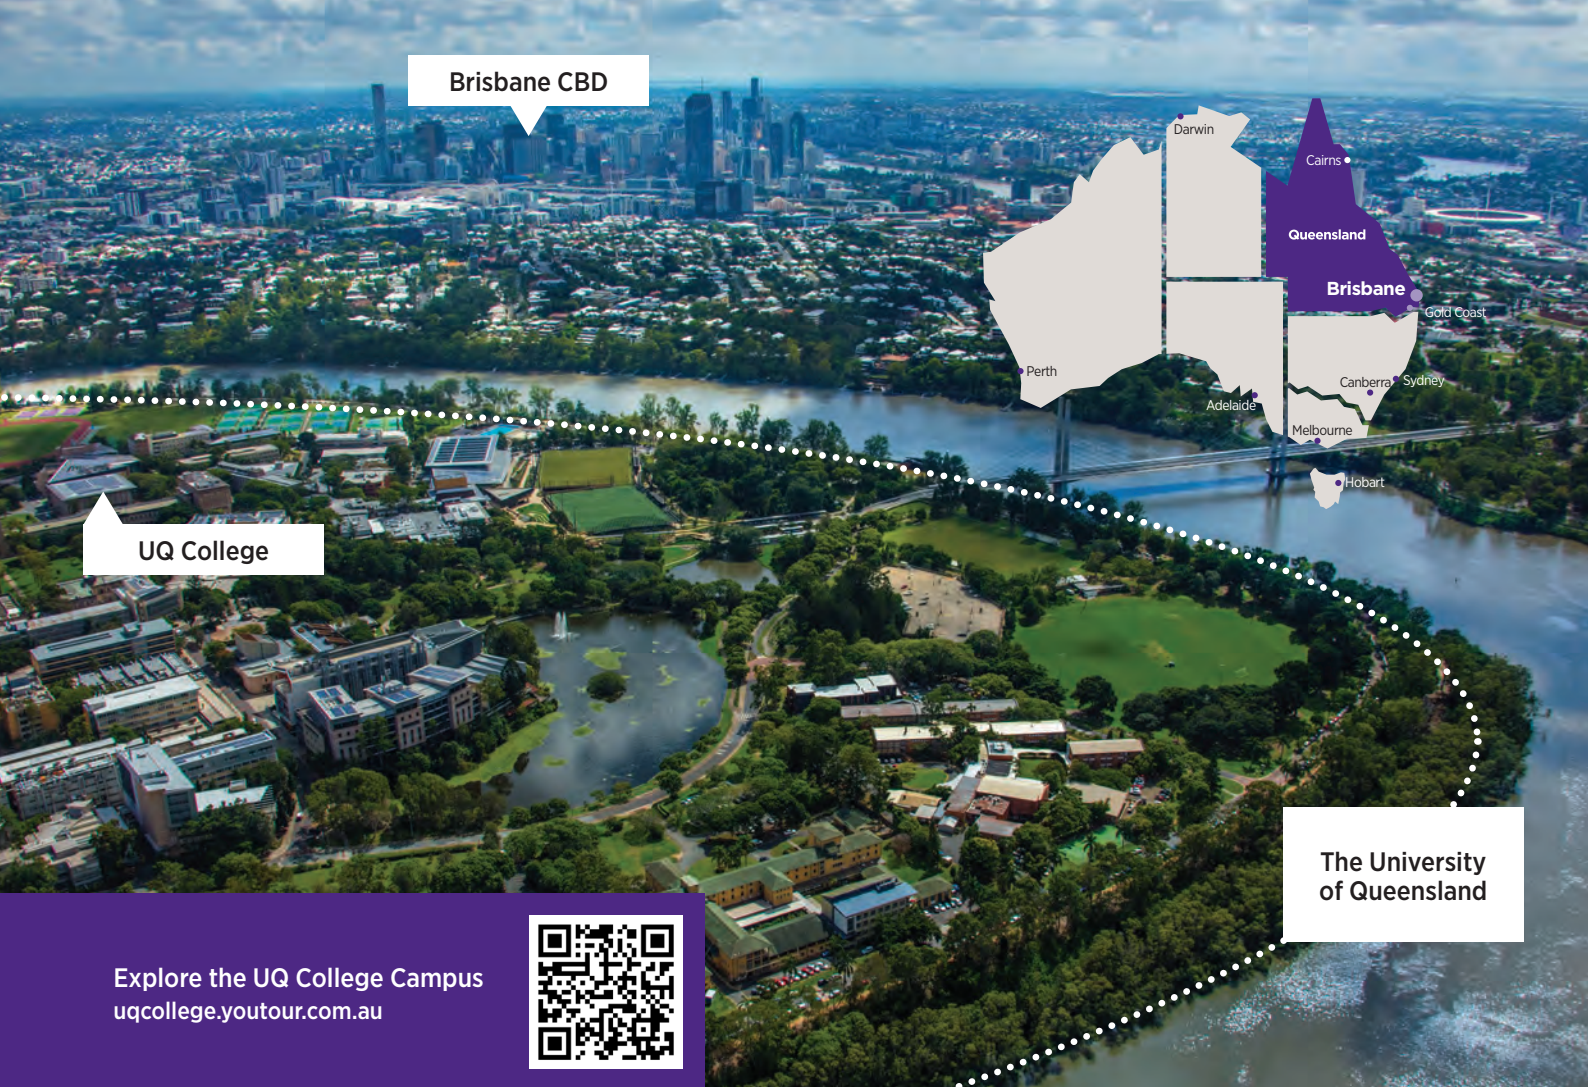 Brisbane CBD
Darwin
Cairns
Queensland
Brisbane
Gold Coast
Perth
Canberra
Sydney
Adelaide
Melbourne
Hobart
UQ College
The University
of Queensland
Explore the UQ College Campus
uqcollege.youtour.com.au